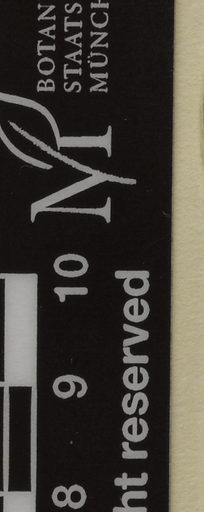 BOTAN
STAATS
MÜNCH
M
10
9
8
ht reserved